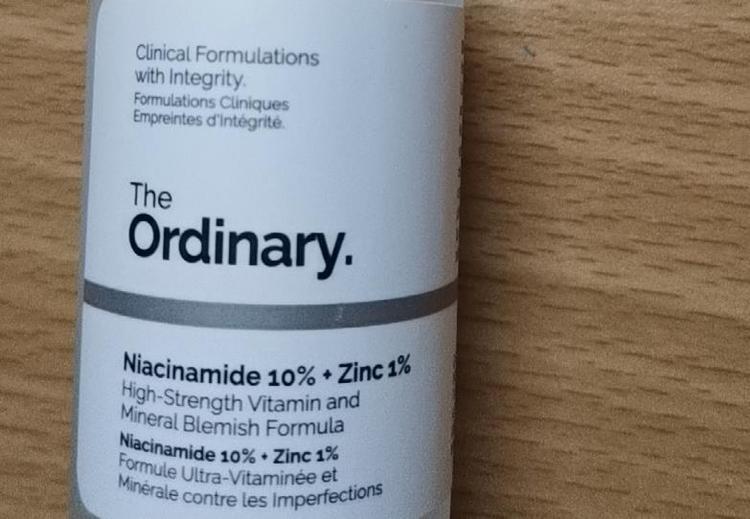 Clinical Formulations
with Integrity.
Formulations Cliniques
Empreintes d'Intégrité.
The
Ordinary.
Niacinamide 10% + Zinc 1%
High-Strength Vitamin and
Mineral Blemish Formula
Niacinamide 10% + Zinc 1%
Formule Ultra-Vitaminée et
Minérale contre les Imperfections